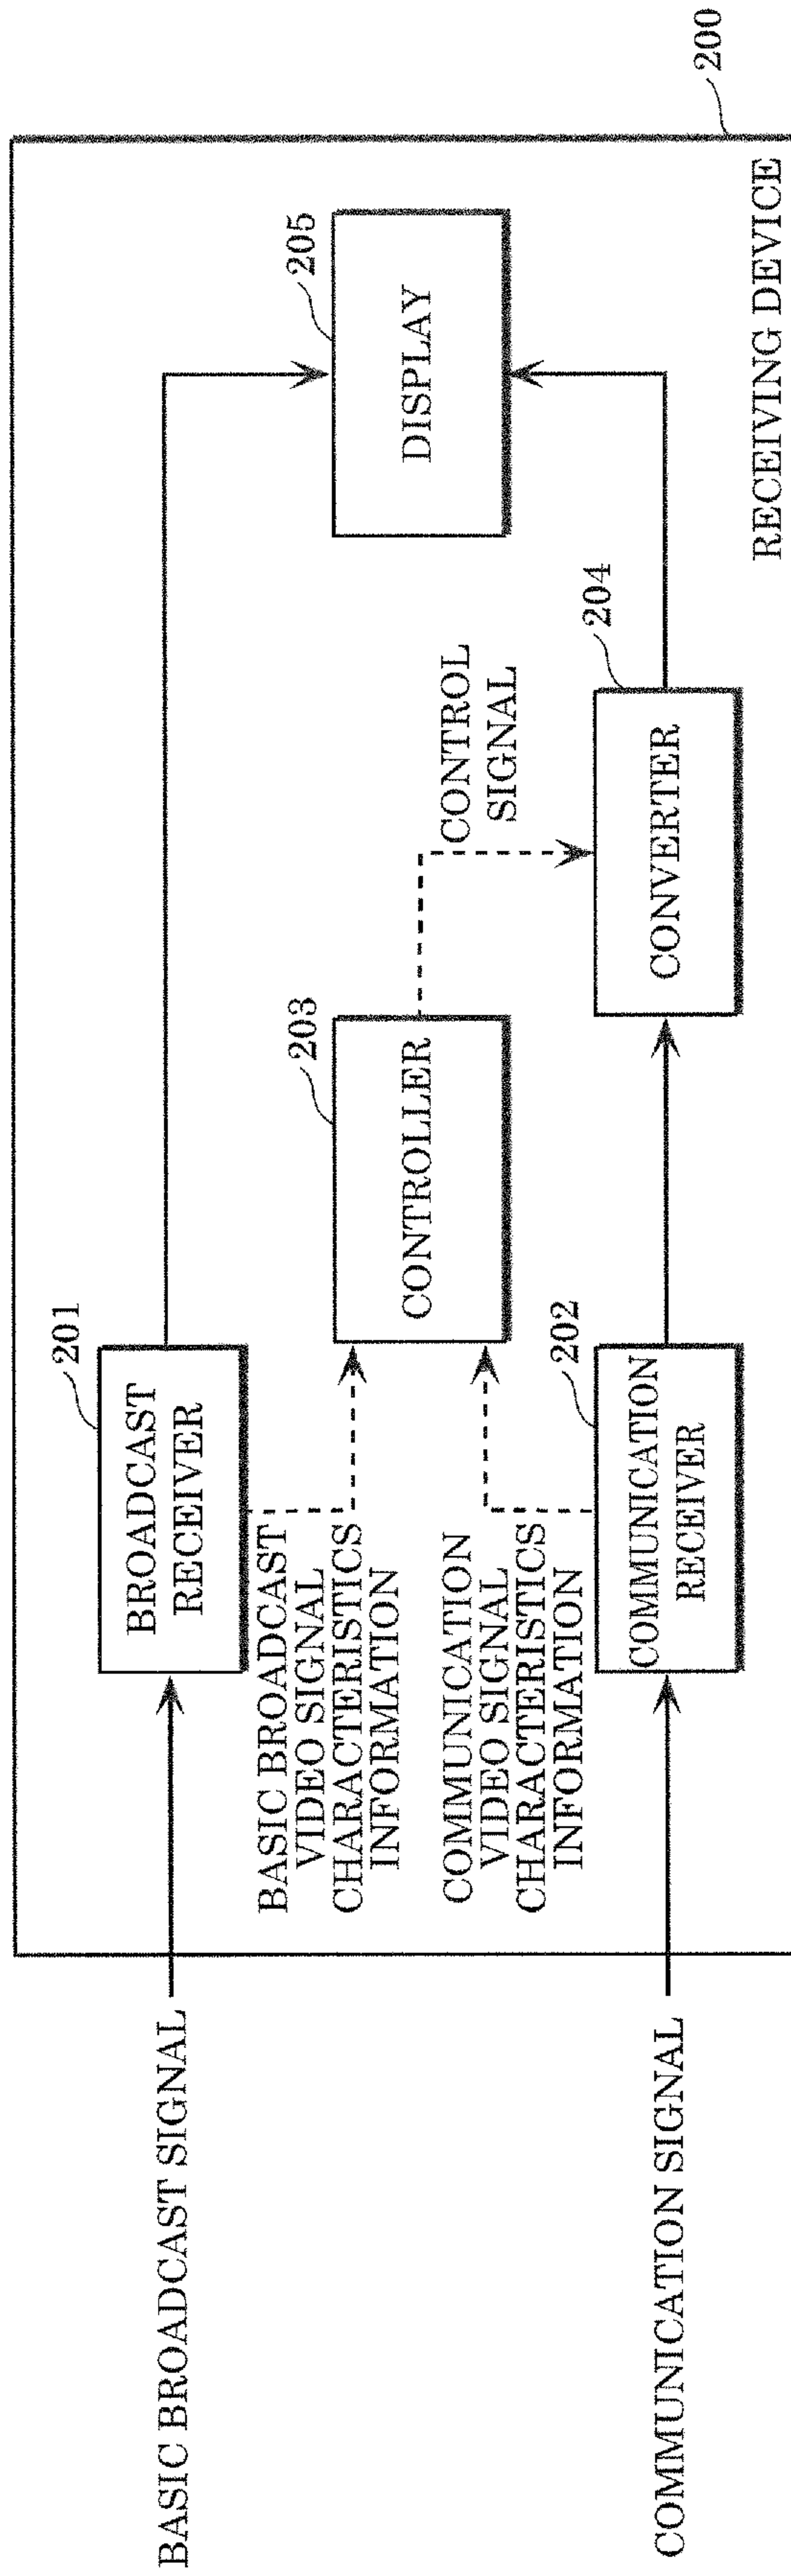 200
RECEIVING DEVICE
BASIC BROADCAST SIGNAL
201
BROADCAST
RECEIVER
BASIC BROADCAST
VIDEO SIGNAL
CHARACTERISTICS
INFORMATION
203
CONTROLLER
CONTROL
SIGNAL
205
DISPLAY
COMMUNICATION SIGNAL
COMMUNICATION
VIDEO SIGNAL
CHARACTERISTICS
INFORMATION
202
COMMUNICATION
RECEIVER
204
CONVERTER